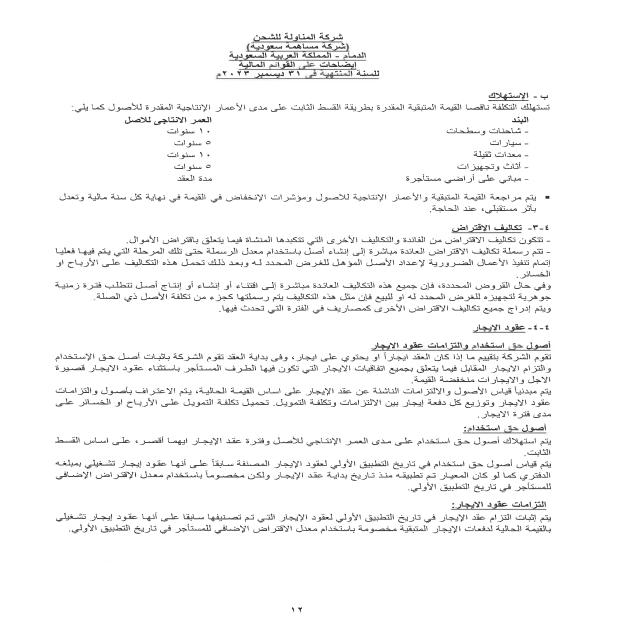 شركة المناولة للشحن
(شركة مساهمة سعودية)
الدمام - المملكة العربية السعودية
إيضاحات على القوائم المالية
للسنة المنتهية في ٣١ ديسمبر ٢٠٢٣م
ب - الاستهلاك
تستهلك التكلفة ناقصا القيمة المتبقية المقدرة بطريقة القسط الثابت على مدى الأعمار الإنتاجية المقدرة للأصول كما يلي:
البند العمر الانتاجي للاصل
- شاحنات وسطحات ١٠ سنوات
- سيارات ٥ سنوات
- معدات ثقيلة ١٠ سنوات
- أثاث وتجهيزات ٥ سنوات
- مباني على أراضي مستأجرة مدة العقد
▪ يتم مراجعة القيمة المتبقية والأعمار الإنتاجية للأصول ومؤشرات الإنخفاض في القيمة في نهاية كل سنة مالية وتعدل
بأثر مستقبلي، عند الحاجة.
٣-٤- تكاليف الاقتراض
- تتكون تكاليف الاقتراض من الفائدة والتكاليف الأخرى التي تتكبدها المنشاة فيما يتعلق باقتراض الأموال.
- تتم رسملة تكاليف الاقتراض العائدة مباشرة إلى إنشاء أصل باستخدام معدل الرسملة حتى تلك المرحلة التي يتم فيها فعليا
إتمام تنفيذ الأعمال الضرورية لإعداد الأصل المؤهل للغرض المحدد له وبعد ذلك تحمل هذه التكاليف على الأرباح او
الخسائر.
وفي حال القروض المحددة، فإن جميع هذه التكاليف العائدة مباشرة إلى اقتناء أو إنشاء أو إنتاج أصل تتطلب فترة زمنية
جوهرية لتجهيزه للغرض المحدد له او للبيع فإن مثل هذه التكاليف يتم رسملتها كجزء من تكلفة الأصل ذي الصلة.
ويتم إدراج جميع تكاليف الاقتراض الأخرى كمصاريف في الفترة التي تحدث فيها.
٤-٤- عقود الايجار
أصول حق استخدام والتزامات عقود الايجار
تقوم الشركة بتقييم ما إذا كان العقد ايجاراً او يحتوي على ايجار، وفى بداية العقد تقوم الشركة باثبات أصل حق الإستخدام
والتزام الايجار المقابل فيما يتعلق بجميع اتفاقيات الايجار التي تكون فيها الطرف المستأجر باستثناء عقود الايجار قصيرة
الاجل والايجارات منخفضة القيمة.
يتم مبدئياً قياس الأصول والالتزامات الناشئة عن عقد الإيجار على اساس القيمة الحالية، يتم الاعتراف بأصول والتزامات
عقود الايجار وتوزيع كل دفعة إيجار بين الالتزامات وتكلفة التمويل. تحميل تكلفة التمويل على الأرباح او الخسائر على
مدى فترة الايجار.
أصول حق استخدام:
يتم استهلاك أصول حق استخدام على مدى العمر الإنتاجي للأصل وفترة عقد الإيجار ايهما أقصر، على اساس القسط
الثابت.
يتم قياس أصول حق استخدام في تاريخ التطبيق الأولي لعقود الإيجار المصنفة سابقاً على أنها عقود إيجار تشغيلي بمبلغه
الدفتري كما لو كان المعيار تم تطبيقه منذ تاريخ بداية عقد الإيجار ولكن مخصوماً باستخدام معدل الاقتراض الإضافي
للمستأجر في تاريخ التطبيق الأولي.
التزامات عقود الايجار:
يتم إثبات التزام عقد الإيجار في تاريخ التطبيق الأولي لعقود الإيجار التي تم تصنيفها سابقا على أنها عقود إيجار تشغيلي
بالقيمة الحالية لدفعات الإيجار المتبقية مخصومة باستخدام معدل الاقتراض الإضافي للمستأجر في تاريخ التطبيق الأولي.
١٢